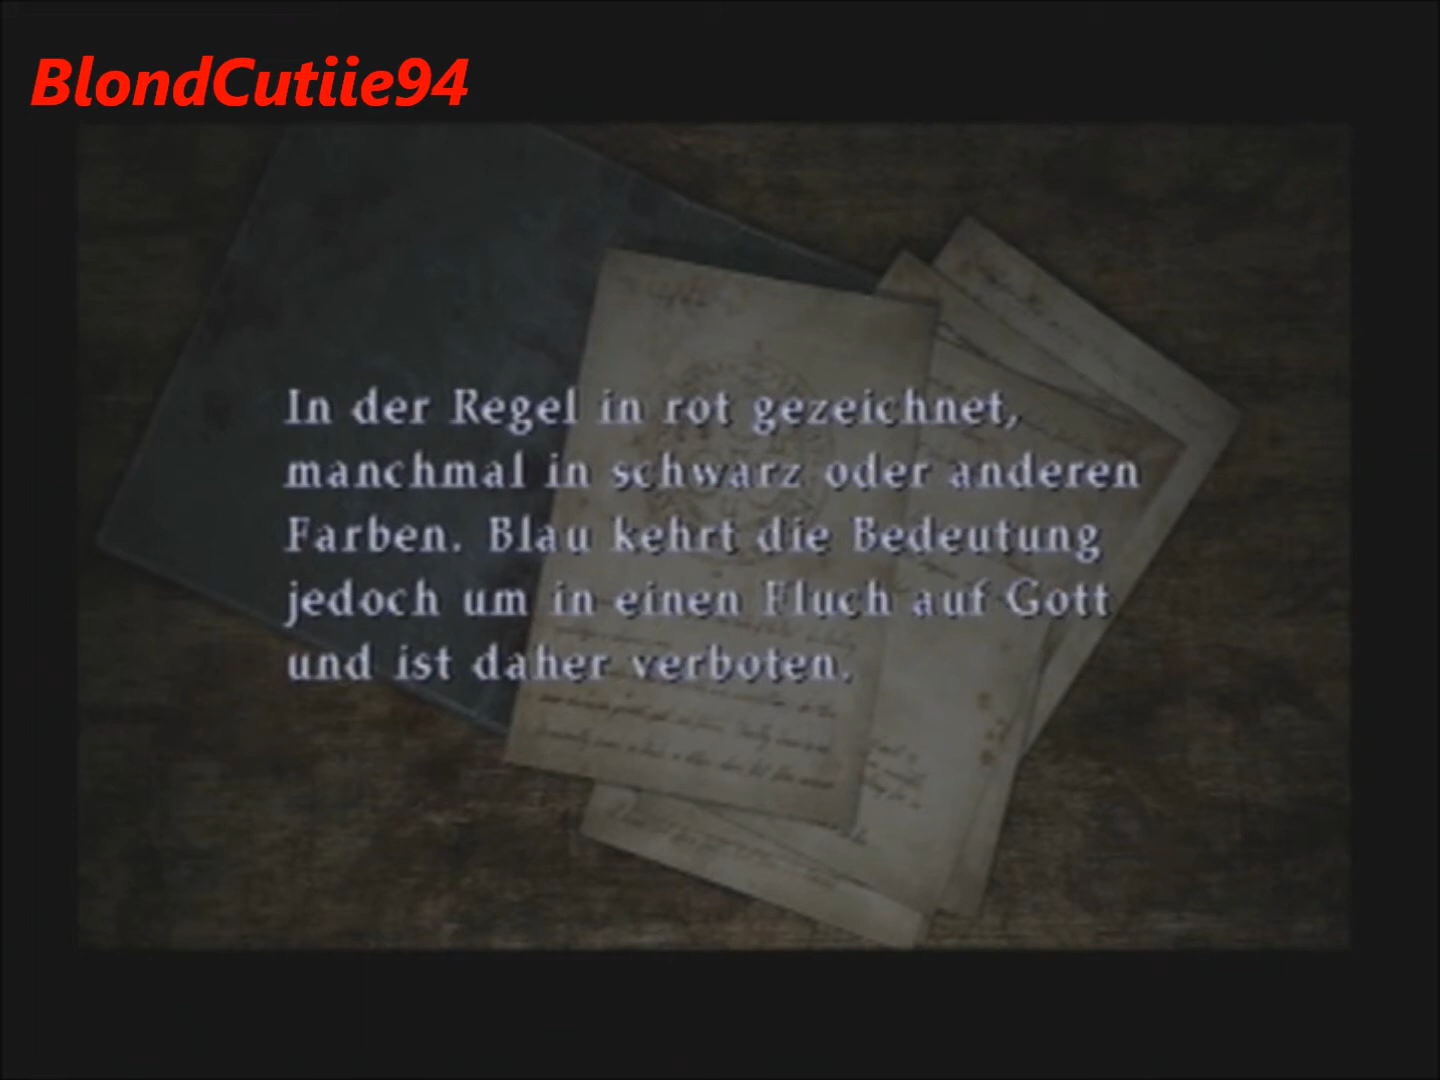 BlondCutiie94
In der Regel in rot gezeichnet,
manchmal in schwarz oder anderen
Farben. Blau kehrt die Bedeutung
jedoch um in einen Fluch auf Gott
und ist daher verboten.